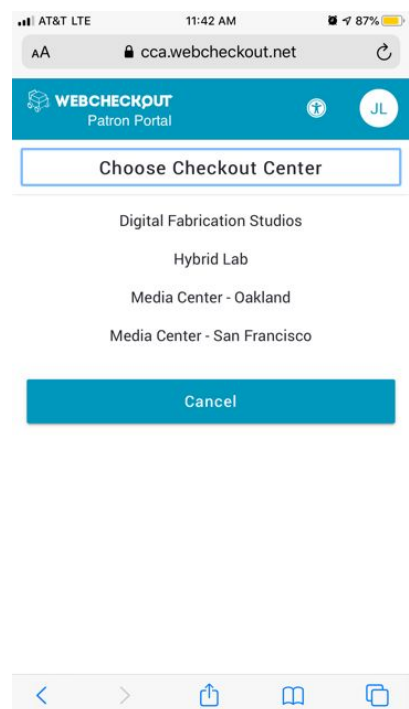 AT&T LTE 11:42 AM 87%
AA cca.webcheckout.net
WEBCHECKOUT
Patron Portal
JL
Choose Checkout Center
Digital Fabrication Studios
Hybrid Lab
Media Center - Oakland
Media Center - San Francisco
Cancel